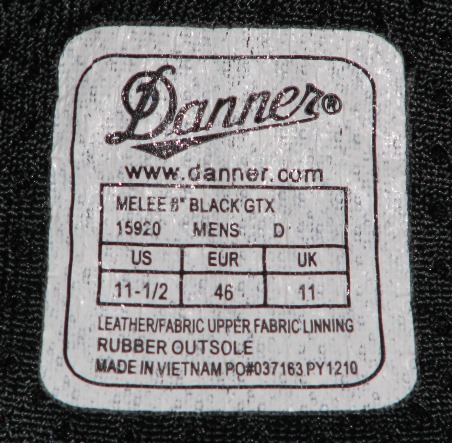 Danner®
www.danner.com
MELEE 8" BLACK GTX
15920 MENS D
US EUR UK
11-1/2 46 11
LEATHER/FABRIC UPPER FABRIC LINNING
RUBBER OUTSOLE
MADE IN VIETNAM PO#037163 PY1210